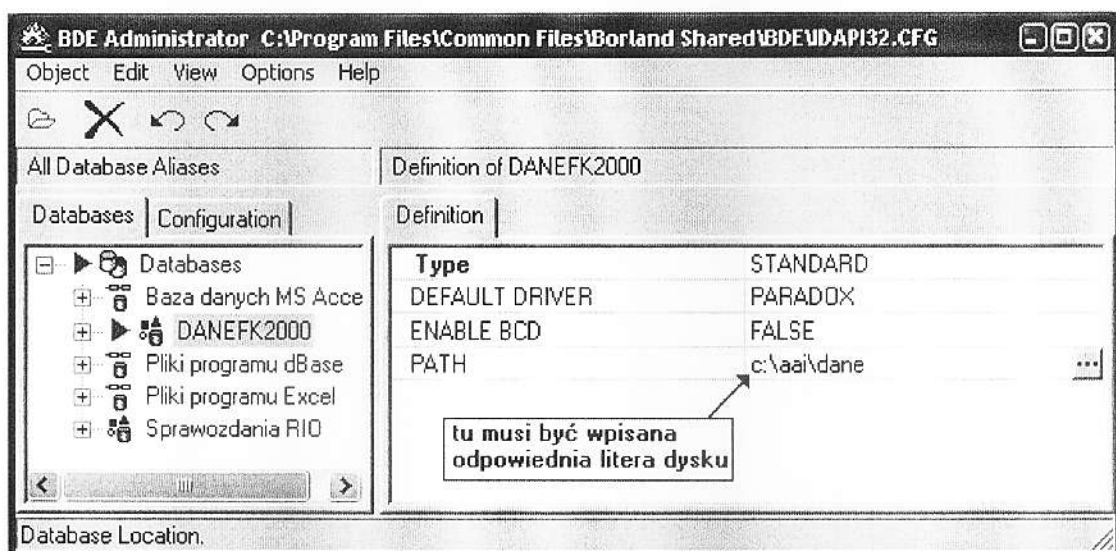 BDE Administrator C:\Program Files\Common Files\Borland Shared\BDE\IDAPI32.CFG
Object Edit View Options Help
All Database Aliases
Definition of DANEFK2000
Databases
Configuration
Definition
Databases
Baza danych MS Acce
DANEFK2000
Pliki programu dBase
Pliki programu Excel
Sprawozdania RIO
Type STANDARD
DEFAULT DRIVER PARADOX
ENABLE BCD FALSE
PATH c:\aai\dane ...
tu musi być wpisana
odpowiednia litera dysku
Database Location.